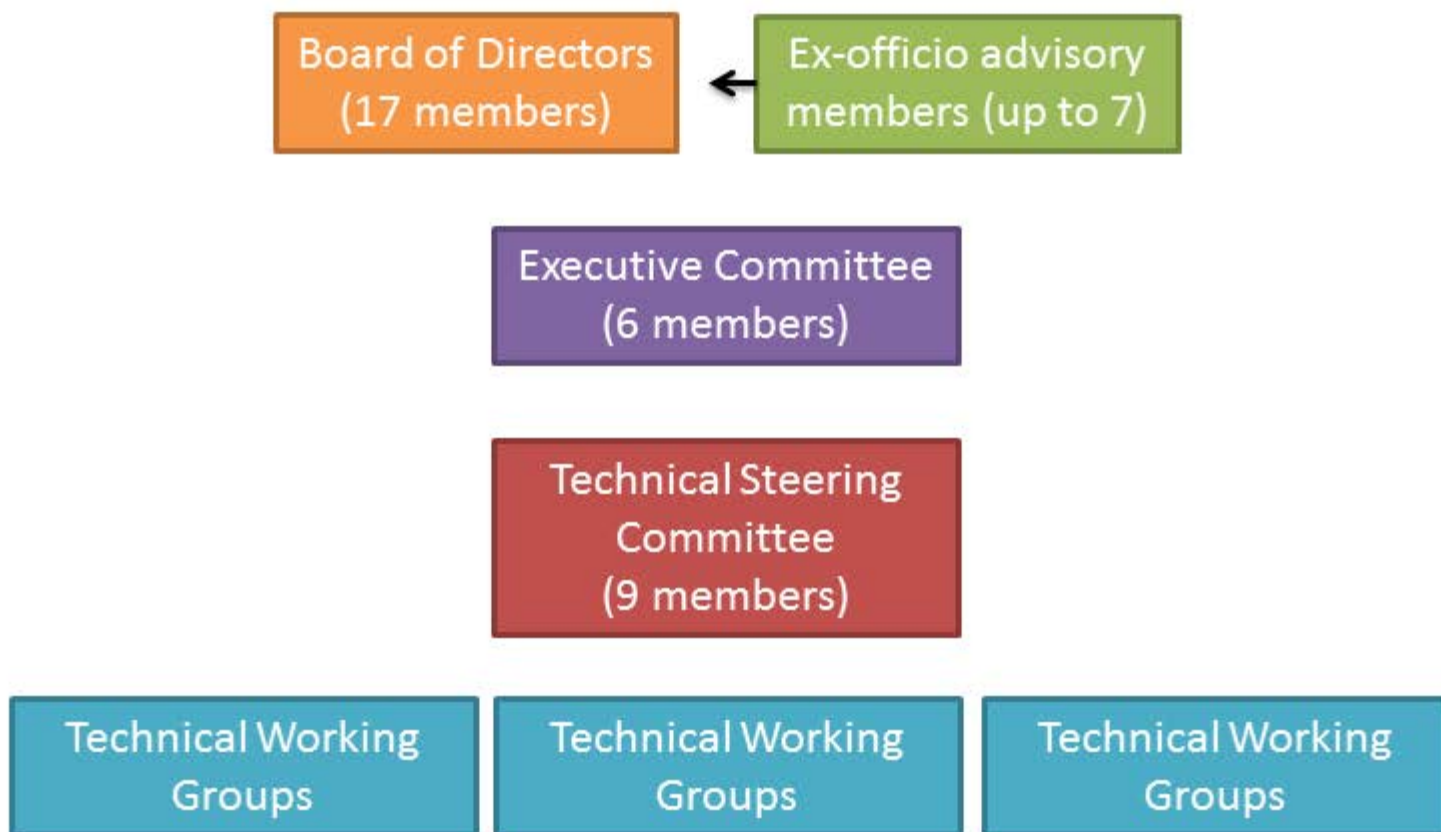 Board of Directors
(17 members)
Ex-officio advisory
members (up to 7)
Executive Committee
(6 members)
Technical Steering
Committee
(9 members)
Technical Working
Groups
Technical Working
Groups
Technical Working
Groups